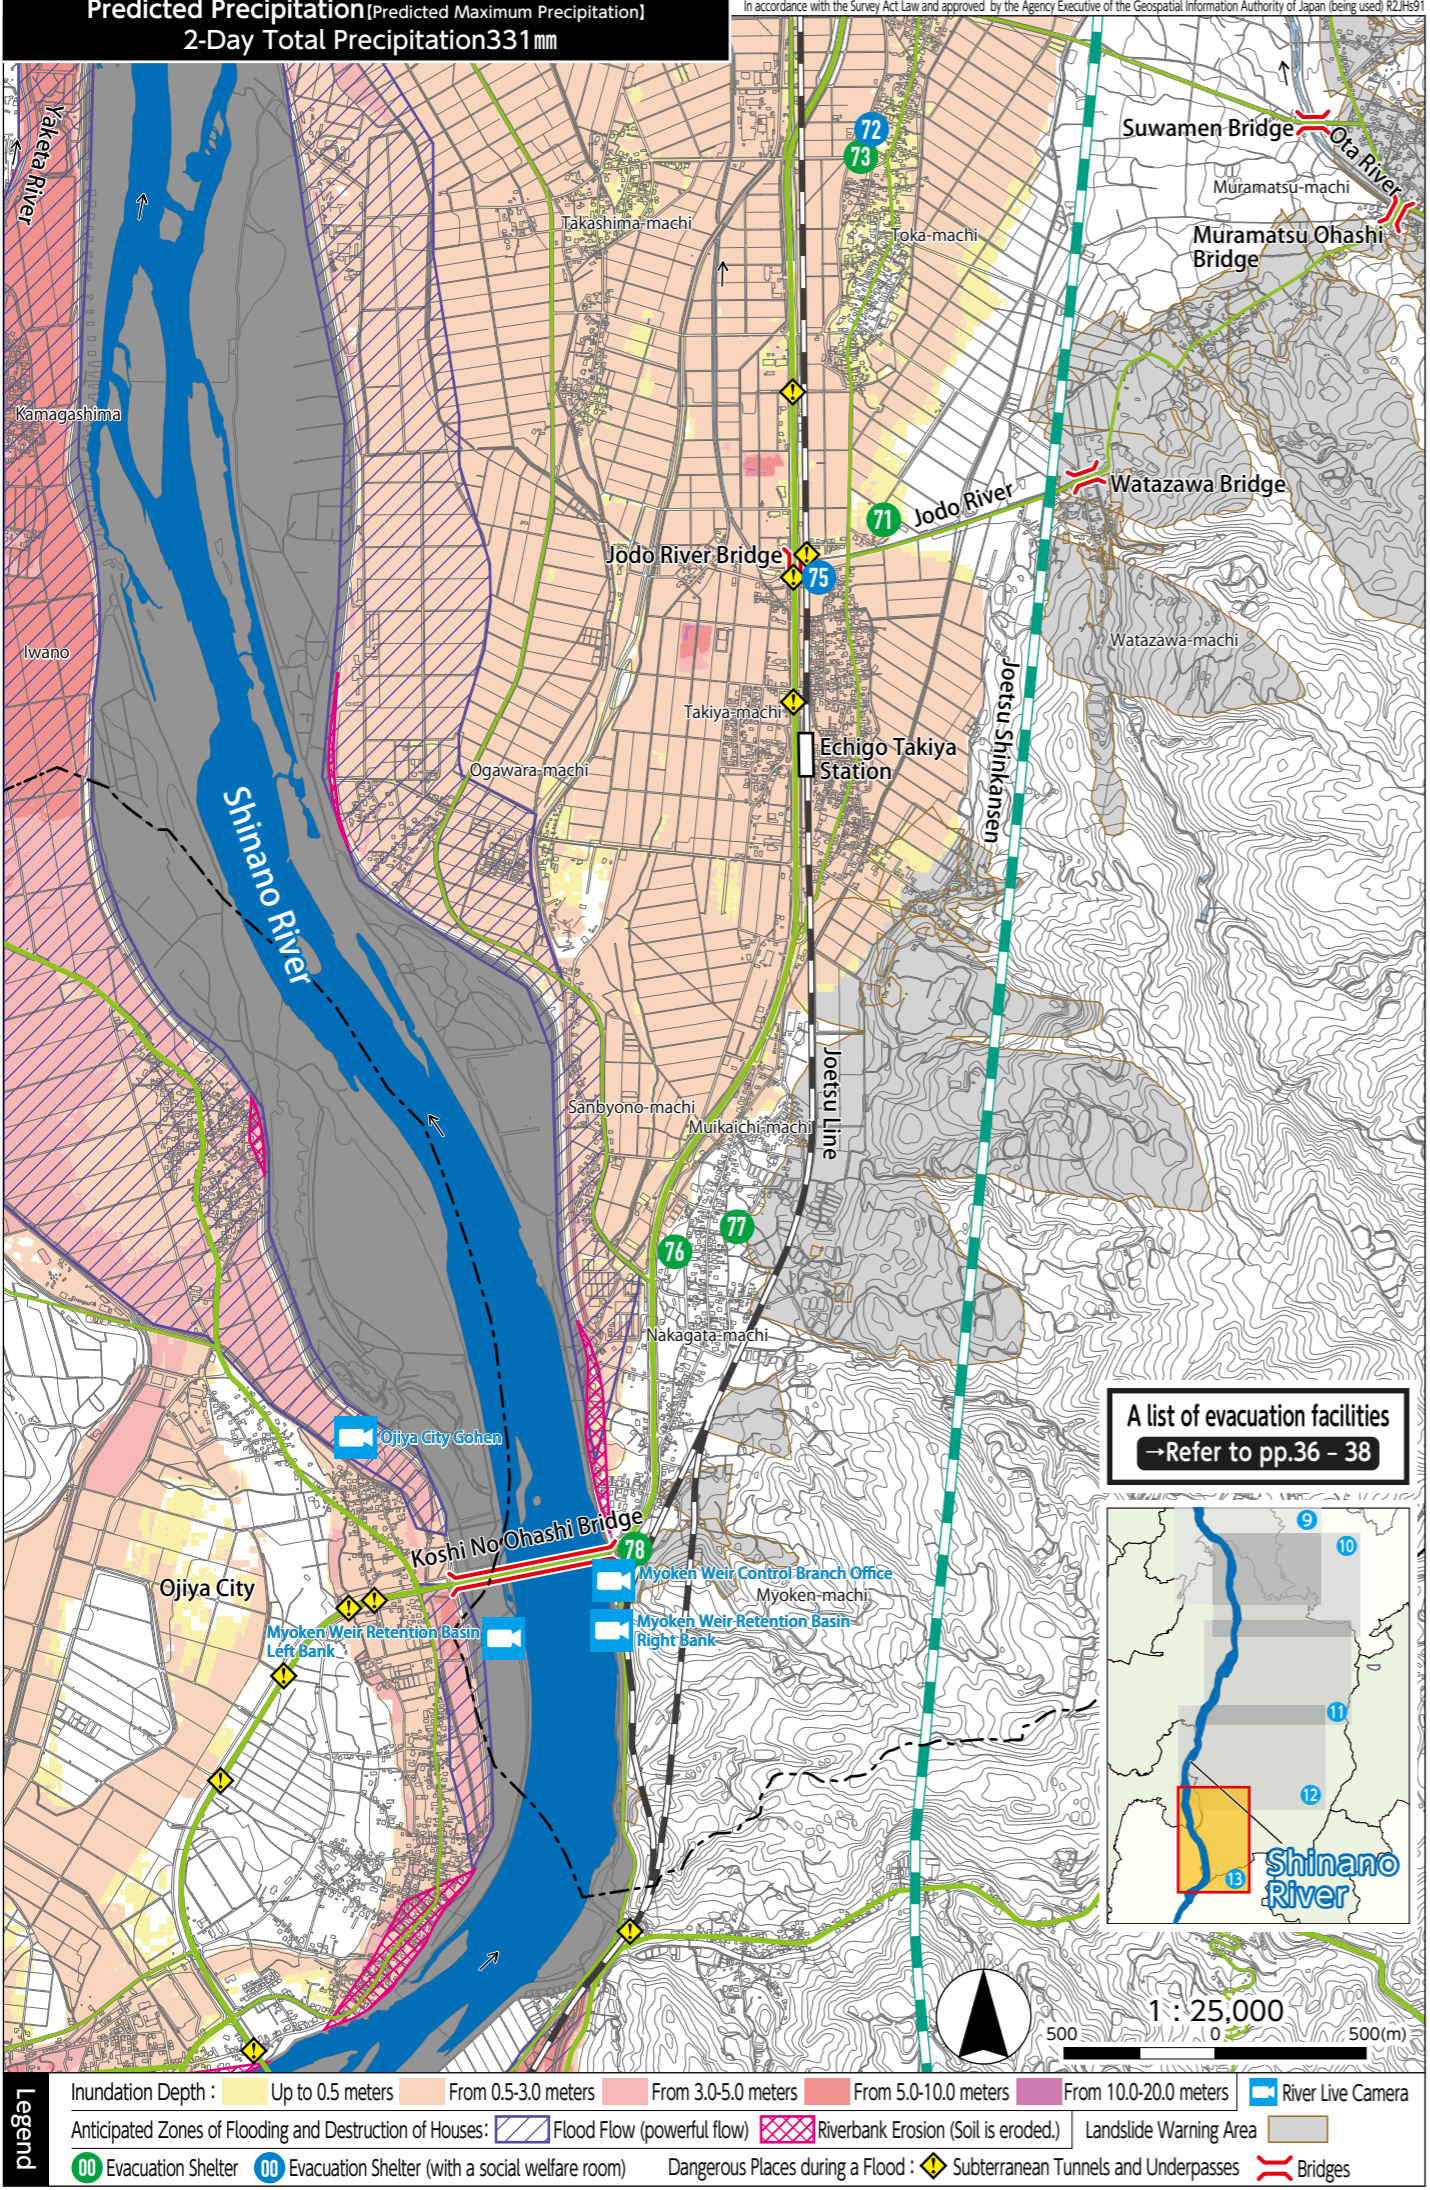 Predicted Precipitation【Predicted Maximum Precipitation】
2-Day Total Precipitation331㎜
In accordance with the Survey Act Law and approved by the Agency Executive of the Geospatial Information Authority of Japan (being used) R2JHs91
Yaketa River
72
73
Suwamen Bridge
Ota River
Muramatsu-machi
Takashima-machi
Toka-machi
Muramatsu Ohashi
Bridge
Kamagashima
71
Jodo River
Watazawa Bridge
Jodo River Bridge
75
Iwano
Watazawa-machi
Joetsu Shinkansen
Takiya-machi
Echigo Takiya
Station
Ogawara-machi
Shinano River
Joetsu Line
Sanbyono-machi
Muikaichi-machi
77
76
Nakagata-machi
A list of evacuation facilities
→Refer to pp.36 – 38
Ojiya City Gohen
Koshi No Ohashi Bridge
78
Myoken Weir Control Branch Office
Myoken-machi
Ojiya City
Myoken Weir Retention Basin
Left Bank
Myoken Weir Retention Basin
Right Bank
9
10
11
12
13
Shinano
River
1 : 25,000
500
0
500(m)
Legend
Inundation Depth :
Up to 0.5 meters
From 0.5-3.0 meters
From 3.0-5.0 meters
From 5.0-10.0 meters
From 10.0-20.0 meters
River Live Camera
Anticipated Zones of Flooding and Destruction of Houses:
Flood Flow (powerful flow)
Riverbank Erosion (Soil is eroded.)
Landslide Warning Area
00 Evacuation Shelter
00 Evacuation Shelter (with a social welfare room)
Dangerous Places during a Flood :
Subterranean Tunnels and Underpasses
Bridges